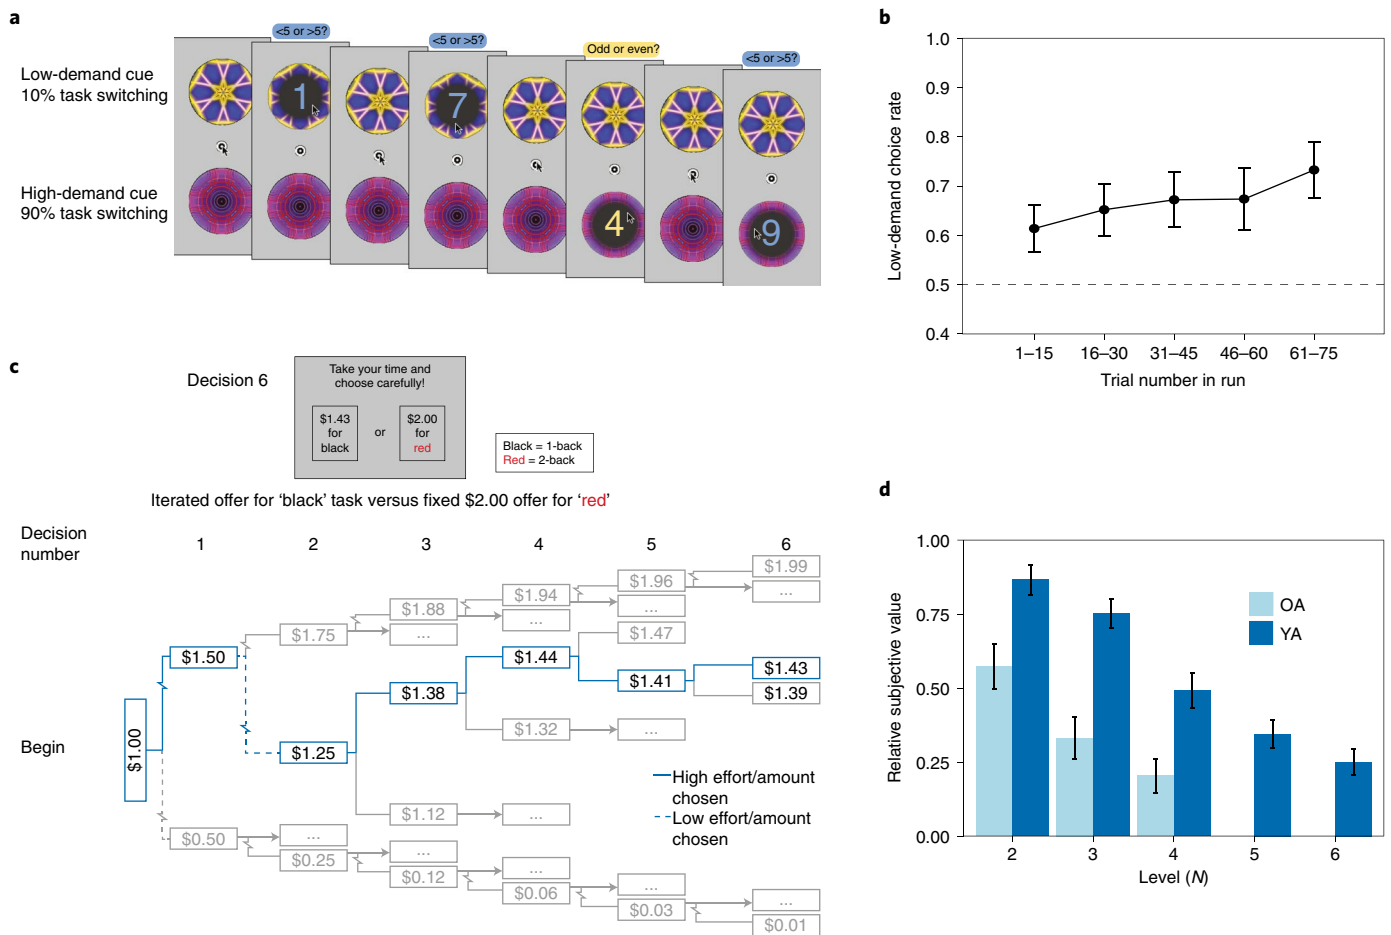 a
<5 or >5?
<5 or >5?
Odd or even?
<5 or >5?
Low-demand cue
10% task switching
1
7
High-demand cue
90% task switching
4
9
b
1.0
0.9
0.8
0.7
0.6
0.5
0.4
Low-demand choice rate
1–15
16–30
31–45
46–60
61–75
Trial number in run
c
Decision 6
Take your time and
choose carefully!
$1.43
for
black
or
$2.00
for
red
Black = 1-back
Red = 2-back
Iterated offer for ‘black’ task versus fixed $2.00 offer for ‘red’
Decision
number
1
2
3
4
5
6
Begin
$1.00
$1.50
$0.50
$1.75
$1.25
...
$0.25
$1.88
...
$1.38
$1.12
...
$0.12
$1.94
...
$1.44
$1.32
...
...
$0.06
$1.96
...
$1.47
$1.41
...
...
$0.03
$1.99
...
$1.43
$1.39
...
$0.01
High effort/amount
chosen
Low effort/amount
chosen
d
1.00
0.75
0.50
0.25
0.00
Relative subjective value
OA
YA
2
3
4
5
6
Level (N)